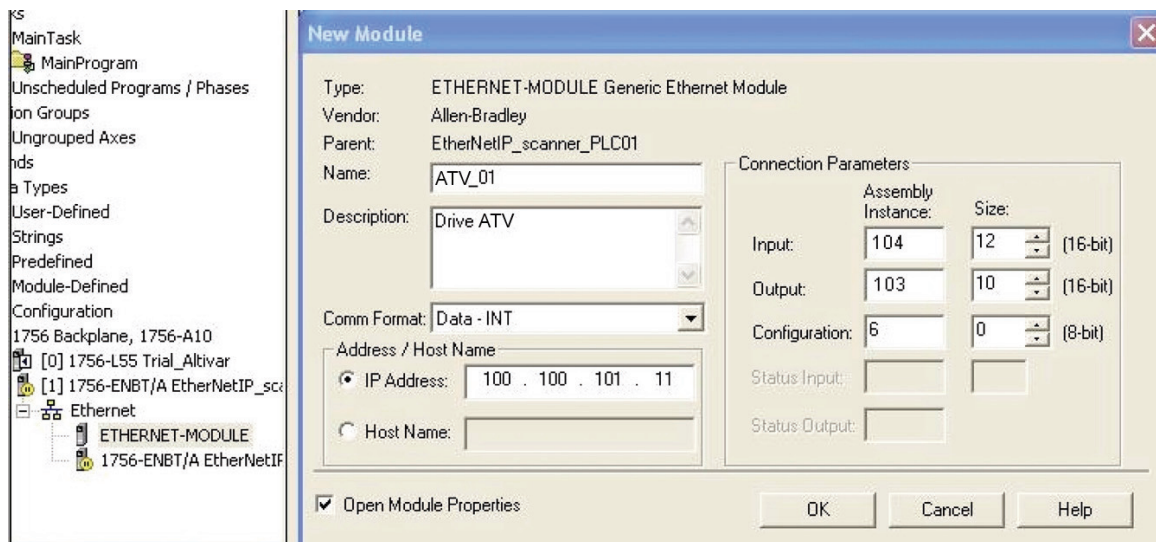 ks
MainTask
MainProgram
Unscheduled Programs / Phases
ion Groups
Ungrouped Axes
nds
a Types
User-Defined
Strings
Predefined
Module-Defined
Configuration
1756 Backplane, 1756-A10
[0] 1756-L55 Trial_Altivar
[1] 1756-ENBT/A EtherNetIP_sca
Ethernet
ETHERNET-MODULE
1756-ENBT/A EtherNetIF
New Module
Type: ETHERNET-MODULE Generic Ethernet Module
Vendor: Allen-Bradley
Parent: EtherNetIP_scanner_PLC01
Name: ATV_01
Description: Drive ATV
Comm Format: Data - INT
Address / Host Name
IP Address: 100 . 100 . 101 . 11
Host Name:
Connection Parameters
Assembly
Instance: Size:
Input: 104 12 (16-bit)
Output: 103 10 (16-bit)
Configuration: 6 0 (8-bit)
Status Input:
Status Output:
Open Module Properties
OK Cancel Help